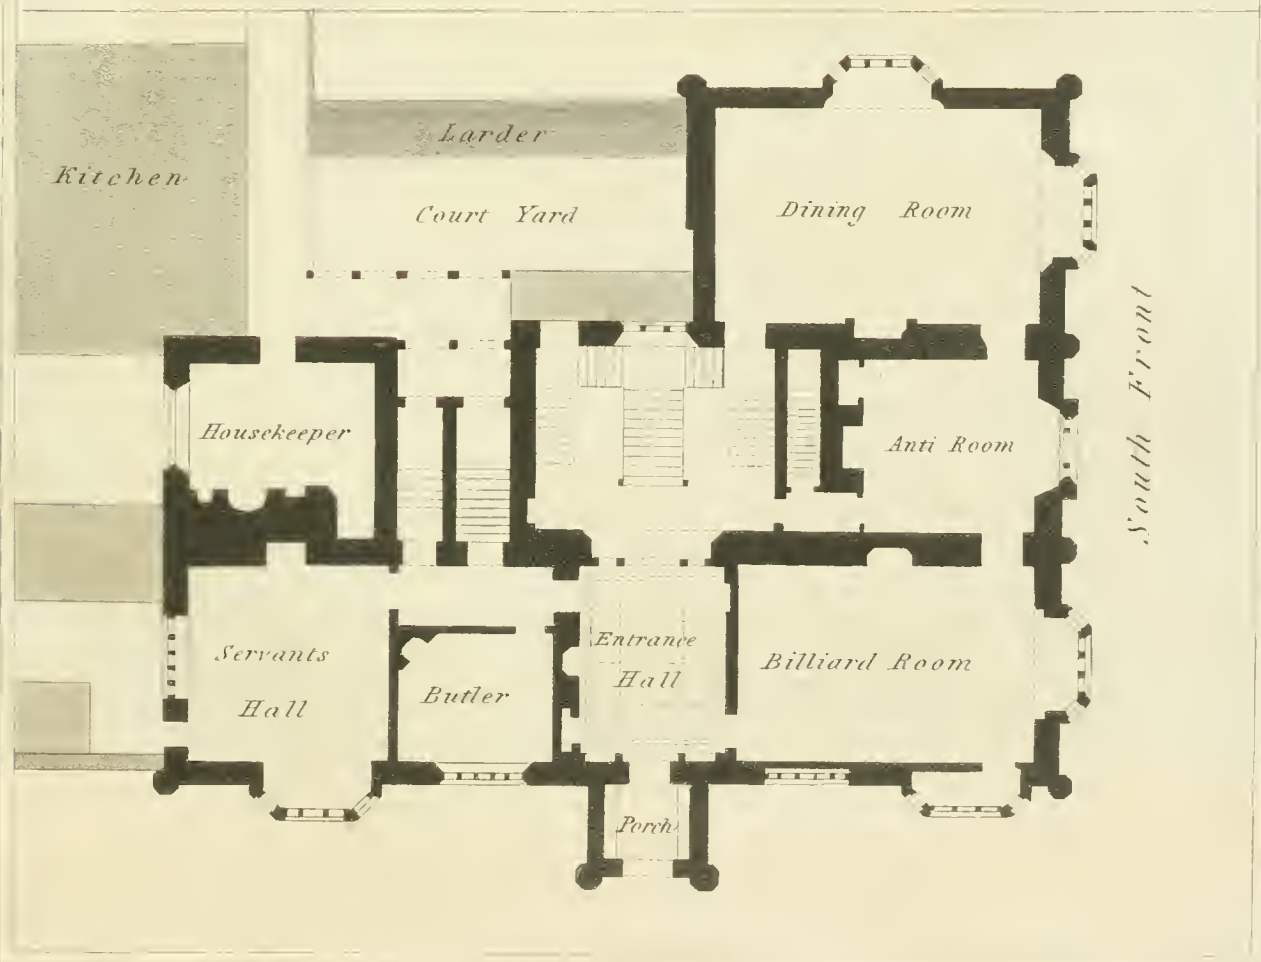 Larder
Kitchen
Court Yard
Dining Room
South Front
Housekeeper
Anti Room
Servants
Hall
Butler
Entrance
Hall
Billiard Room
Porch